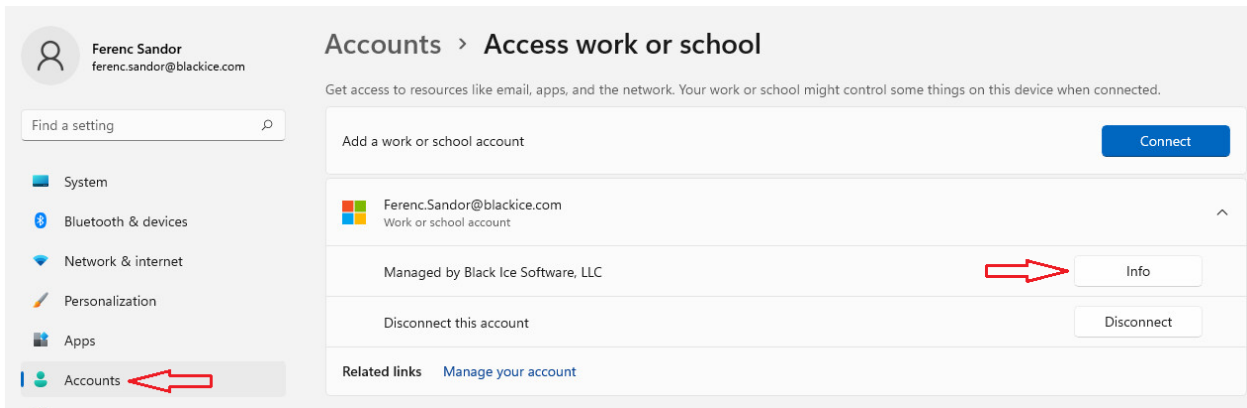 Ferenc Sandor
ferenc.sandor@blackice.com
Find a setting
System
Bluetooth & devices
Network & internet
Personalization
Apps
Accounts
Accounts > Access work or school
Get access to resources like email, apps, and the network. Your work or school might control some things on this device when connected.
Add a work or school account
Connect
Ferenc.Sandor@blackice.com
Work or school account
Managed by Black Ice Software, LLC
Info
Disconnect this account
Disconnect
Related links Manage your account